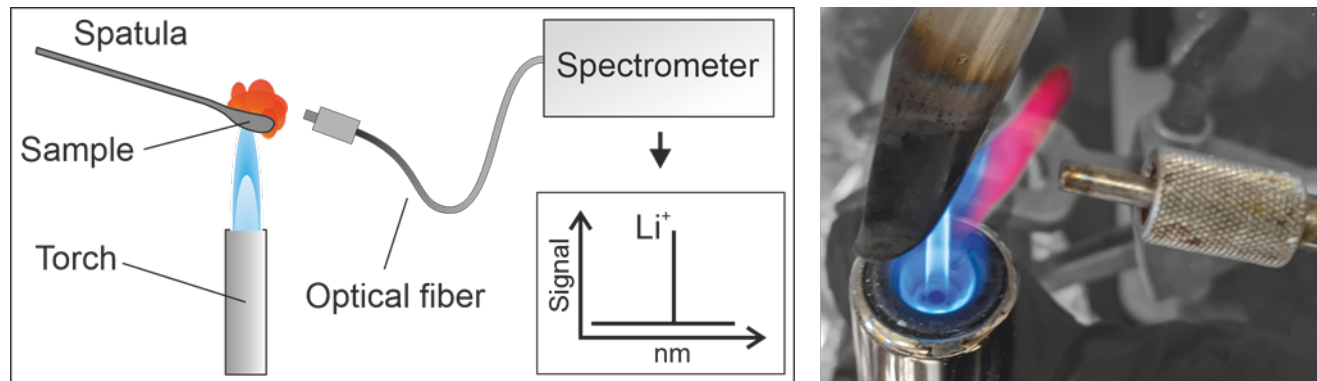 Spatula
Sample
Torch
Optical fiber
Spectrometer
Signal
Li⁺
nm